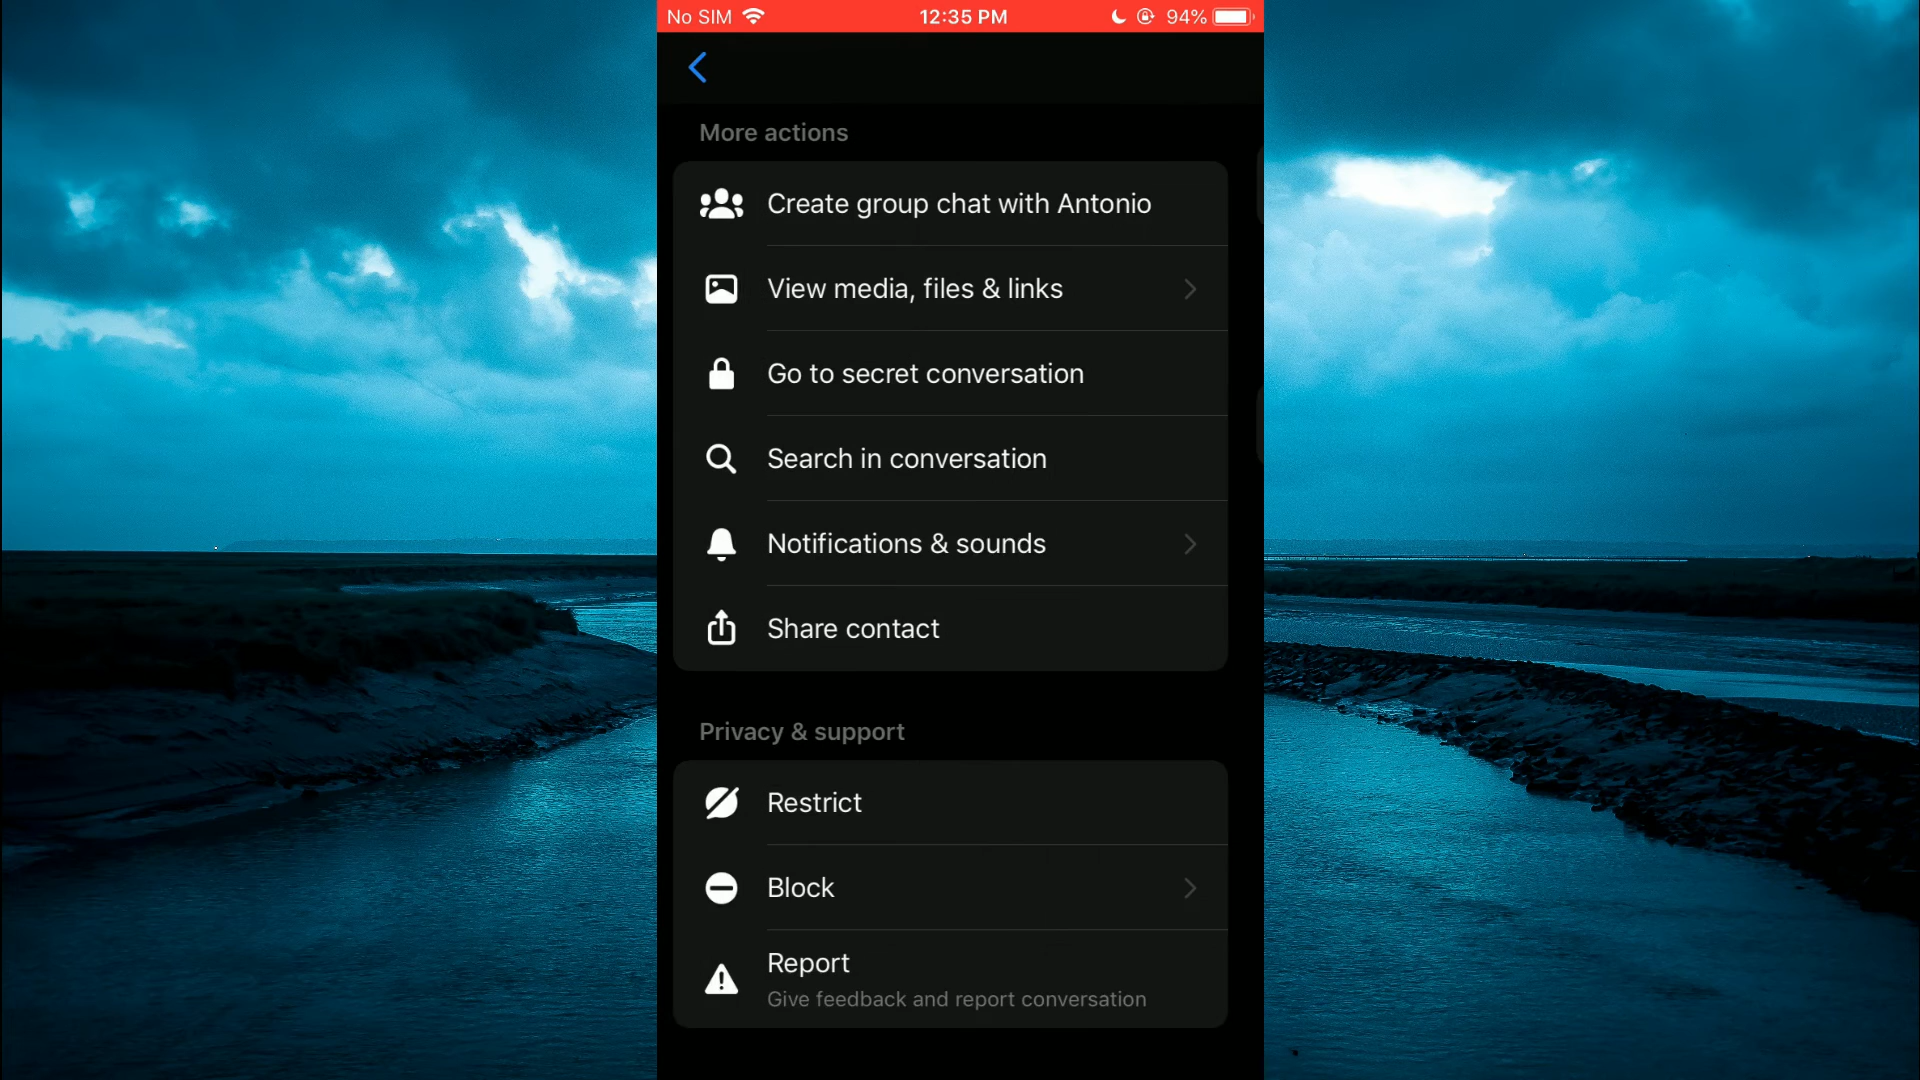 No SIM 12:35 PM 94%
More actions
Create group chat with Antonio
View media, files & links
Go to secret conversation
Search in conversation
Notifications & sounds
Share contact
Privacy & support
Restrict
Block
Report
Give feedback and report conversation